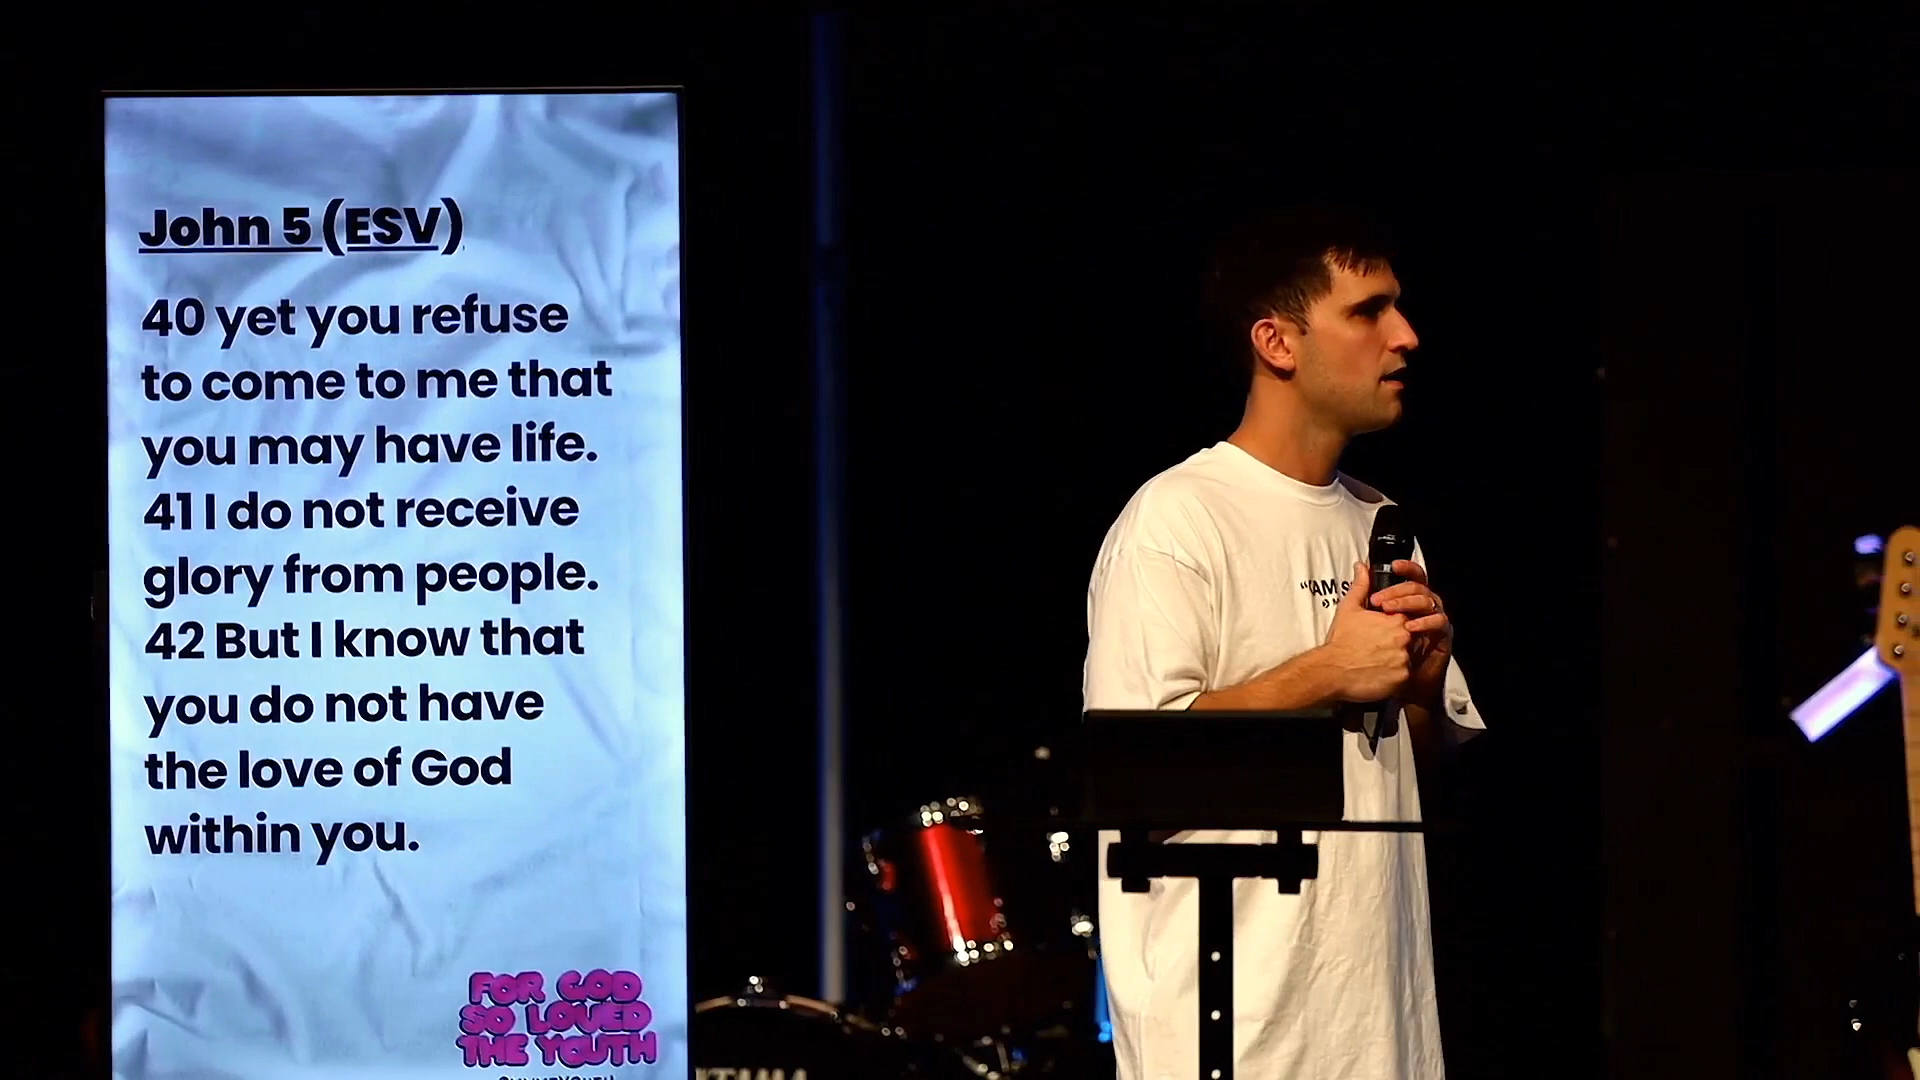 John 5 (ESV)
40 yet you refuse
to come to me that
you may have life.
41 I do not receive
glory from people.
42 But I know that
you do not have
the love of God
within you.
FOR GOD
SO LOVED
THE YOUTH
"I AM